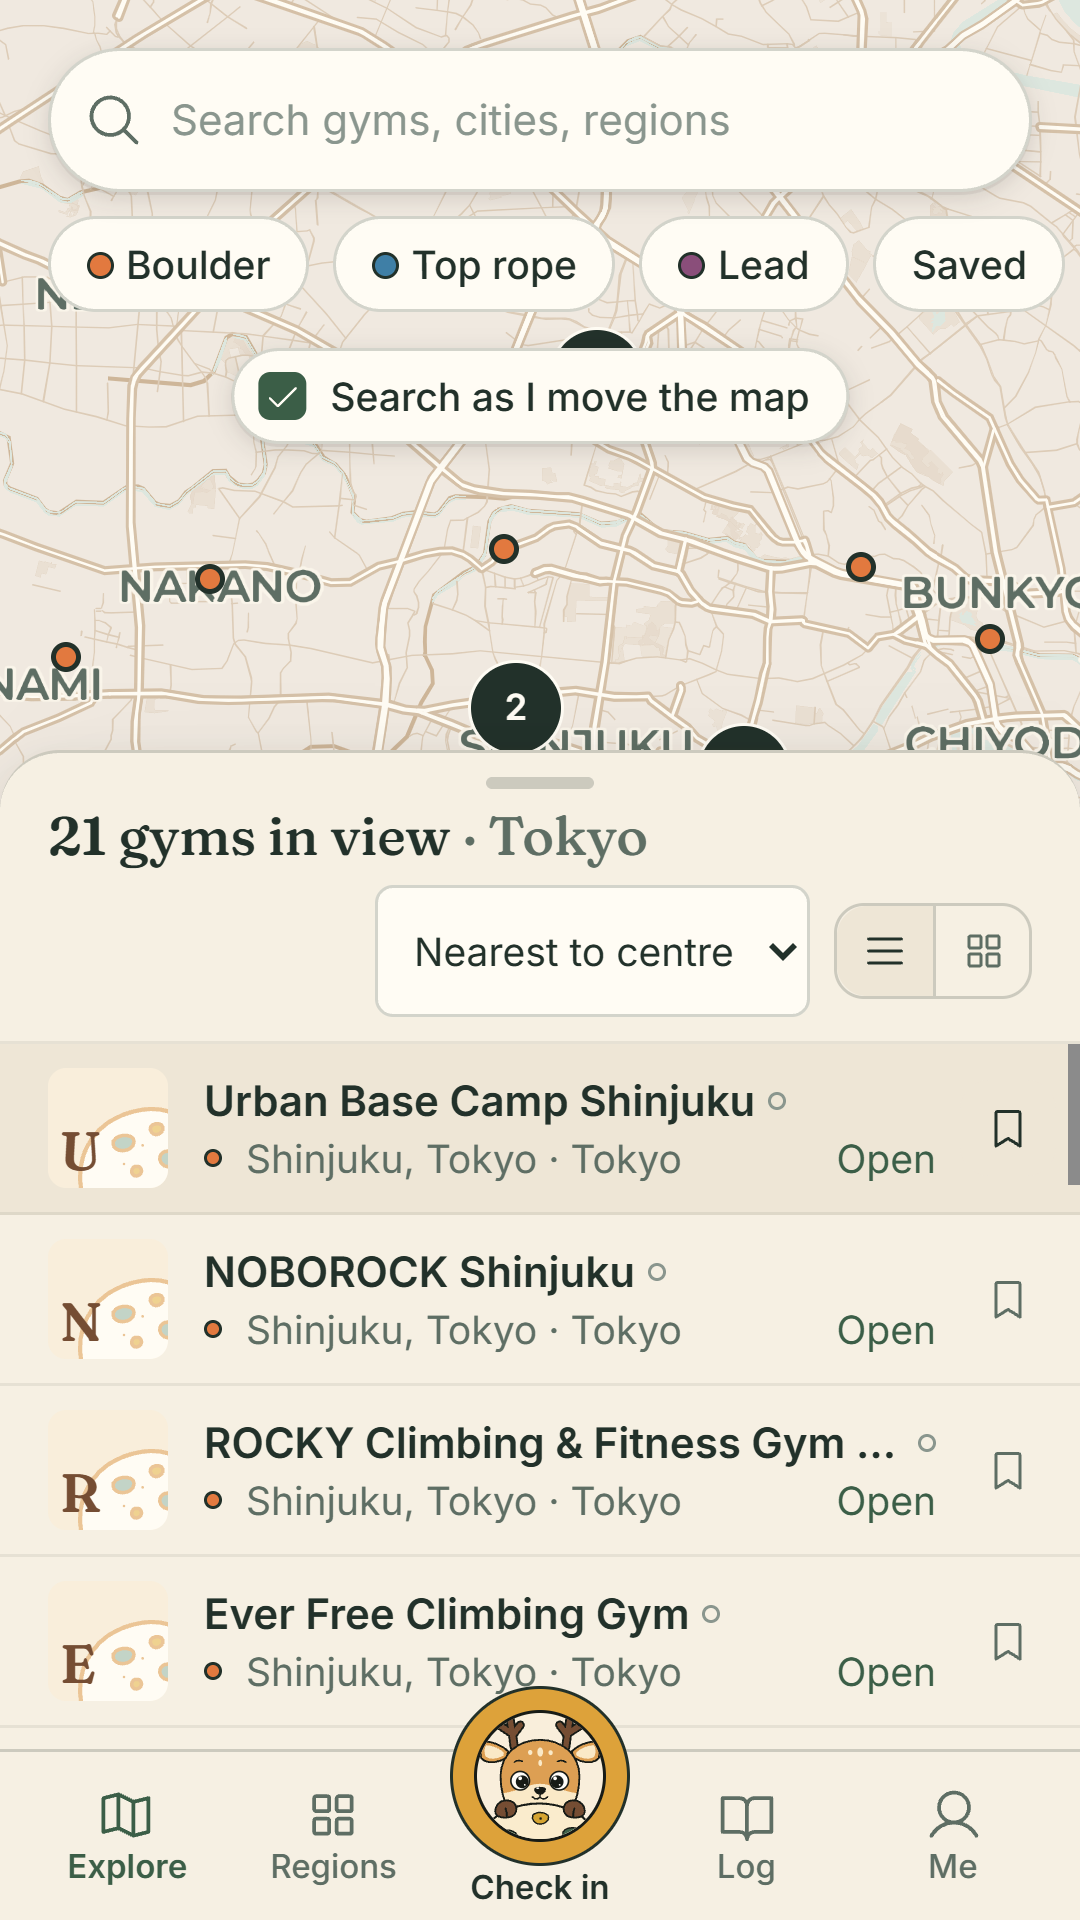 Search gyms, cities, regions
Boulder
Top rope
Lead
Saved
Search as I move the map
NAKANO
BUNKYO
NAMI
2
SHINJUKU
CHIYOD
21 gyms in view · Tokyo
Nearest to centre
U
Urban Base Camp Shinjuku
Shinjuku, Tokyo · Tokyo
Open
N
NOBOROCK Shinjuku
Shinjuku, Tokyo · Tokyo
Open
R
ROCKY Climbing & Fitness Gym ...
Shinjuku, Tokyo · Tokyo
Open
E
Ever Free Climbing Gym
Shinjuku, Tokyo · Tokyo
Open
Explore
Regions
Check in
Log
Me